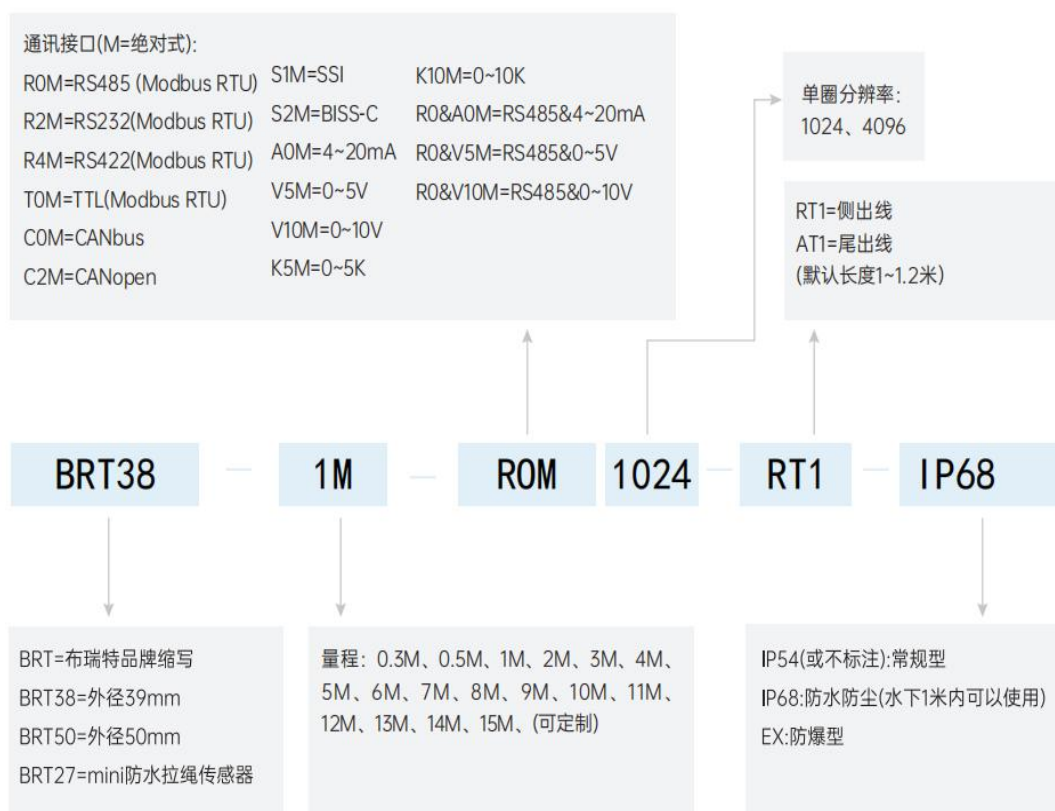 通讯接口(M=绝对式):
R0M=RS485 (Modbus RTU)
R2M=RS232(Modbus RTU)
R4M=RS422(Modbus RTU)
T0M=TTL(Modbus RTU)
C0M=CANbus
C2M=CANopen
S1M=SSI
S2M=BISS-C
A0M=4~20mA
V5M=0~5V
V10M=0~10V
K5M=0~5K
K10M=0~10K
R0&A0M=RS485&4~20mA
R0&V5M=RS485&0~5V
R0&V10M=RS485&0~10V
单圈分辨率:
1024、4096
RT1=侧出线
AT1=尾出线
(默认长度1~1.2米)
BRT38 — 1M — R0M 1024 — RT1 — IP68
BRT=布瑞特品牌缩写
BRT38=外径39mm
BRT50=外径50mm
BRT27=mini防水拉绳传感器
量程: 0.3M、0.5M、1M、2M、3M、4M、
5M、6M、7M、8M、9M、10M、11M、
12M、13M、14M、15M、(可定制)
IP54(或不标注):常规型
IP68:防水防尘(水下1米内可以使用)
EX:防爆型